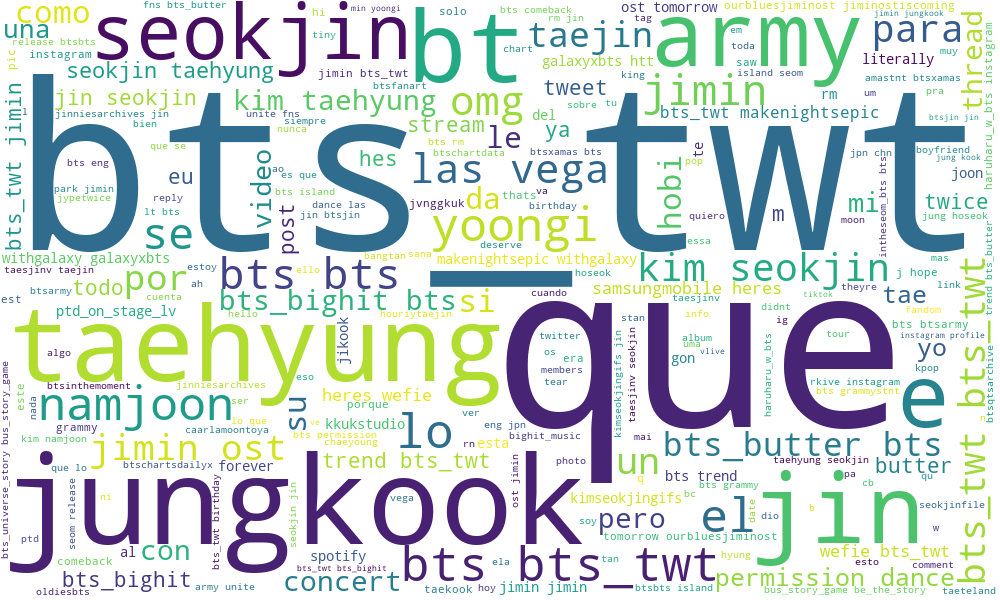 fns bts_butter
como
una
seokjin
bt
hi
tiny
min yoongi
solo
bts comeback
rm jin
ost tomorrow
tag
ourbluesjiminost jiminostiscoming
jimin jungkook
release btsbts
instagram
pic
chart
taejin
army
em
toda
saw
para
muy
literally
thread
seokjin taehyung
jimin bts_twt
galaxyxbts htt
king
island seom
amastnt btsxamas
jin seokjin
jinniesarchives jin
bien
kim taehyung
btsfanart
unite fns
siempre
nunca
omg
stream
tweet
sobre
tu
jimin
rm
um
pra
bts_twt makenightsepic
btsjin jin
haruharu_w_bts instagram
bts_twt jimin
bts_twt
que se
park jimin
jypetwice
eu
reply
lt bts
video
post
ao
es que
bts island
hes
dance las
jin btsjin
bts rm
btschartdata
le
ya
del
btsxamas bts
las vega
jvnggkuk
da
thats
va
birthday
yoongi
deserve
hobi
te
pop
quiero
essa
m
moon
jpn chn
intheseom_bts bts
mi
boyfriend
jung kook
joon
twice
jung hoseok
mas
se
withgalaxy galaxyxbts
taesjinv taejin
est
todo
estoy
ah
por
bts bts
ello
bangtan
sana
makenightsepic withgalaxy
hoseok
kim seokjin
j hope
trend bts_butter
btsarmy
cuenta
bts_bighit bts
si
cuando
samsungmobile heres
taesjinv
theyre
tae
link
fandom
ptd_on_stage_lv
hello
houriytaejin
info
didnt
tiktok
taehyung
que
algo
este
btsinthemoment
jinniesarchives
eso
jikook
twitter
os
members
tear
stan
era
album
uma
vlive
gon
taesjinv seokjin
ig
tour
haruharu_w_bts
bts btsarmy
instagram profile
yo
kpop
rkive instagram
bts grammystnt
e
bts_twt bts_twt
btsqtsarchive
n
nada
grammy
namjoon
ser
lo que
caarlamoontoya
heres wefie
su
porque
ve
bts permission
chaeyoung
kkukstudio
lo
ver
rn
eng jpn
esta
bighit_music
kimseokjingifs jin
mai
un
q
bts_butter bts
taehyung seokjin
butter
kim namjoon
que lo
bus_universe_story bus_story_game
jimin ost
btschartsdailyx
forever
trend bts_twt
vega
ost jimin
photo
kimseokjingifs
bc
bts trend
bts grammy
date
pa
cb
qu
seokjinfile
jungkook
ptd
seom release
ni
bts_twt birthday
seokjin jin
soy
pero
el
dio
b
jin
w
tomorrow ourbluesjiminost
comeback
al
con
spotify
bts_twt bts_bighit
bts bts_twt
ela
tan
hyung
wefie bts_twt
esto
comment
oldiesbts
bts_bighit
army unite
concert
taekook
hoy
jimin jimin
btsbts island
permission dance
bus_story_game be_the_story
taeteland
bts eng